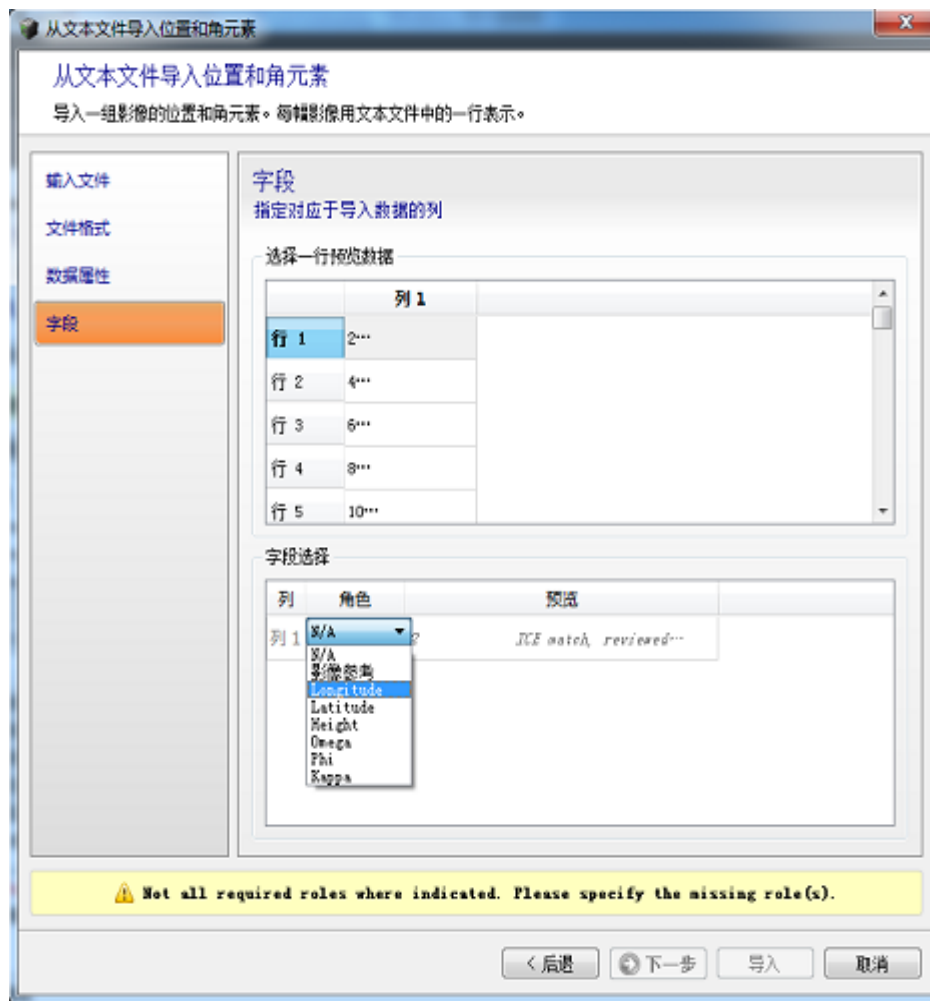 从文本文件导入位置和角元素
从文本文件导入位置和角元素
导入一组影像的位置和角元素。每幅影像用文本文件中的一行表示。
输入文件
文件格式
数据属性
字段
字段
指定对应于导入数据的列
选择一行预览数据
列 1
行 1 2...
行 2 4...
行 3 6...
行 4 8...
行 5 10...
字段选择
列 角色 预览
列 1 N/A 2 JCE match, reviewed...
N/A
影像参考
Longitude
Latitude
Height
Omega
Phi
Kappa
Not all required roles where indicated. Please specify the missing role(s).
< 后退 下一步 导入 取消